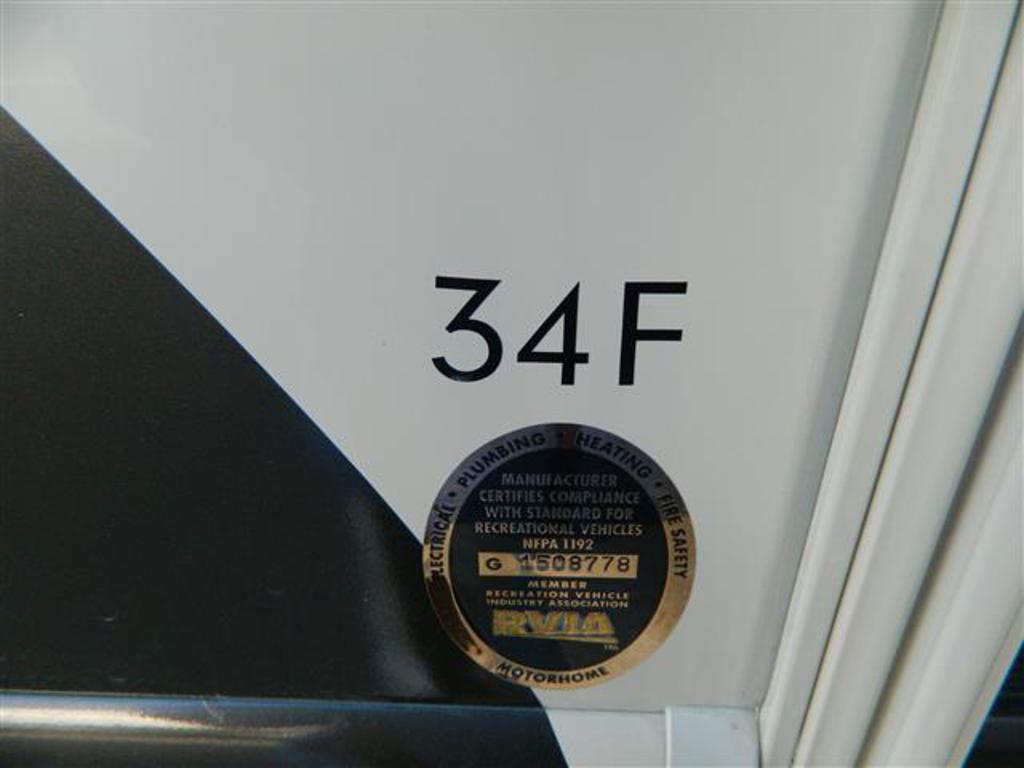 34F
ELECTRICAL • PLUMBING • HEATING • FIRE SAFETY
MANUFACTURER
CERTIFIES COMPLIANCE
WITH STANDARD FOR
RECREATIONAL VEHICLES
NFPA 1192
G 1508778
MEMBER
RECREATION VEHICLE
INDUSTRY ASSOCIATION
RVIA
MOTORHOME